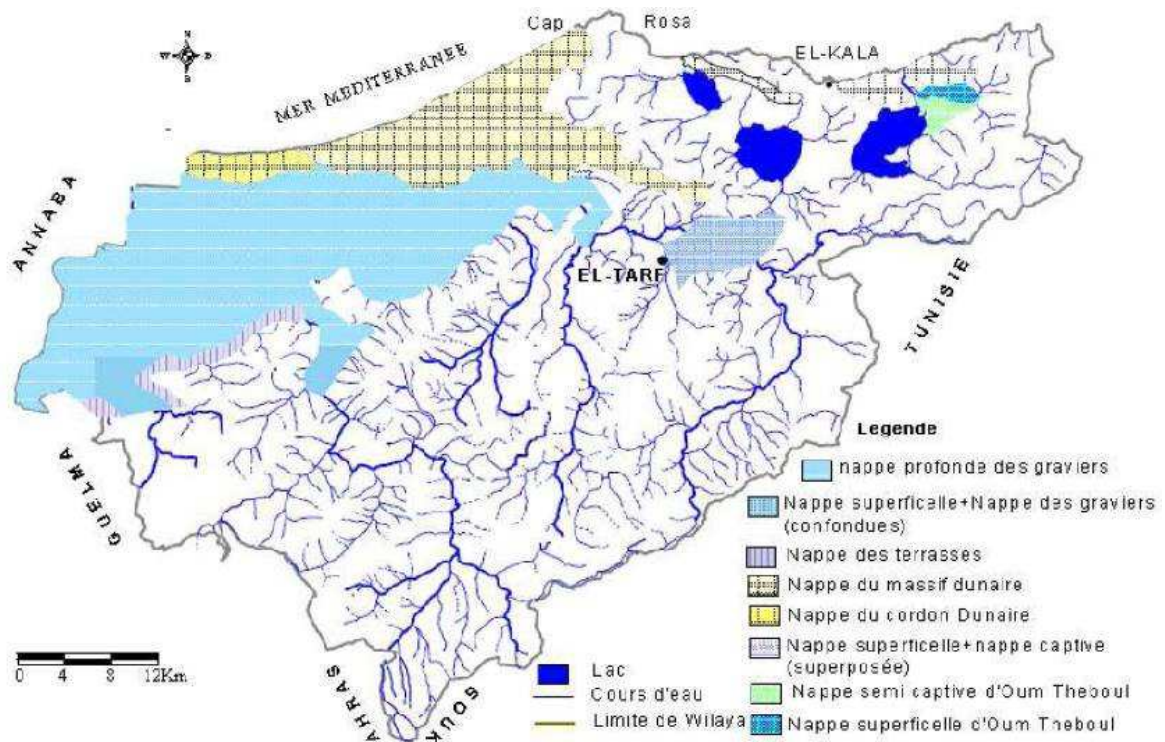 Cap Rosa
EL-KALA
MER MEDITERRANEE
N
W
S
ANNABA
EL-TARF
TUNISIE
GUELMA
SOUK
AHRAS
Legende
nappe profonde des graviers
Nappe superficelle+Nappe des graviers
(confondues)
Nappe des terrasses
Nappe du massif dunaire
Nappe du cordon Dunaire
Nappe superficelle+nappe captive
(superposée)
Nappe semi captive d'Oum Theboul
Nappe superficelle d'Oum Theboul
Lac
Cours d'eau
Limite de Wilaya
0 4 8 12Km